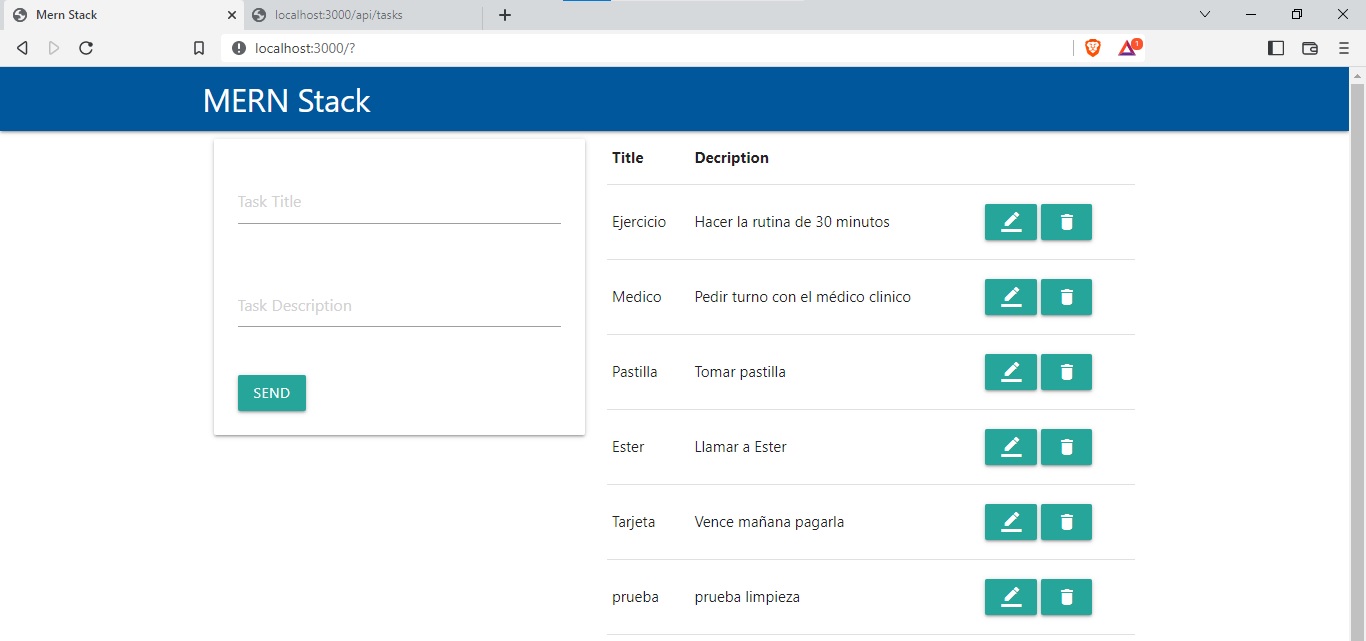 Mern Stack
localhost:3000/api/tasks
localhost:3000/?
1
MERN Stack
Task Title
Task Description
SEND
Title Decription
Ejercicio Hacer la rutina de 30 minutos
Medico Pedir turno con el médico clinico
Pastilla Tomar pastilla
Ester Llamar a Ester
Tarjeta Vence mañana pagarla
prueba prueba limpieza